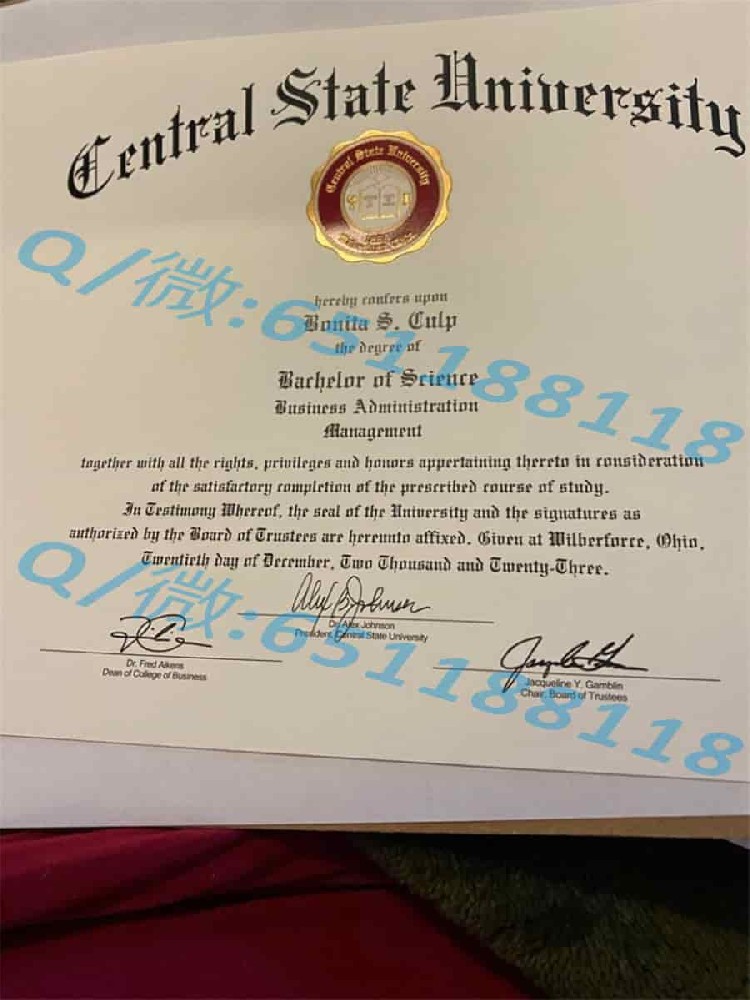 Central State University
Central State University
hereby confers upon
Bonita S. Culp
the degree of
Bachelor of Science
Business Administration
Management
together with all the rights, privileges and honors appertaining thereto in consideration
of the satisfactory completion of the prescribed course of study.
In Testimony Whereof, the seal of the University and the signatures as
authorized by the Board of Trustees are hereunto affixed. Given at Wilberforce, Ohio,
Twentieth day of December, Two Thousand and Twenty-Three.
Dr. Alex Johnson
President, Central State University
Dr. Fred Aikens
Dean of College of Business
Jacqueline Y. Gamblin
Chair, Board of Trustees
Q/微:651188118
Q/微:651188118